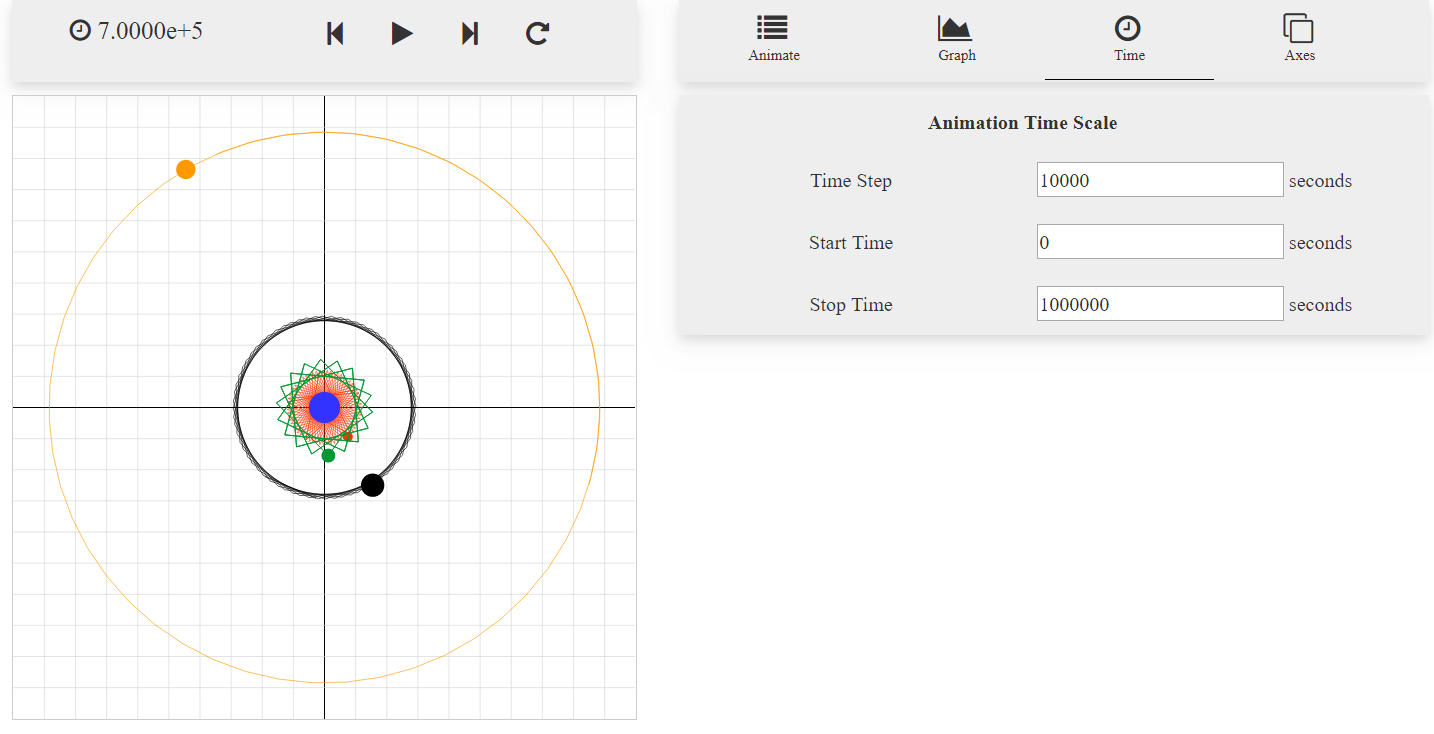 7.0000e+5
Animate Graph Time Axes
Animation Time Scale
Time Step 10000 seconds
Start Time 0 seconds
Stop Time 1000000 seconds